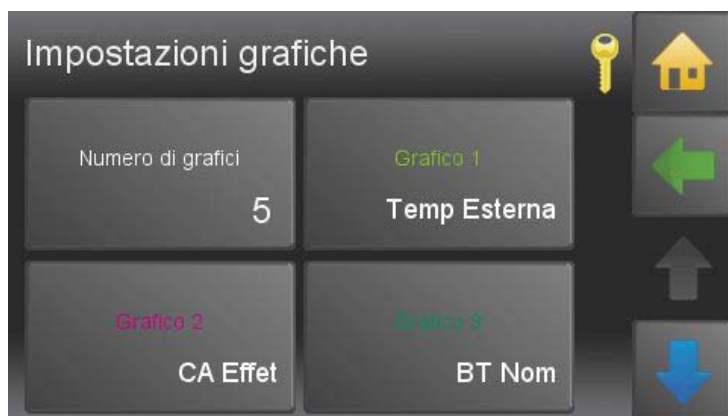 Impostazioni grafiche
Numero di grafici
5
Grafico 1
Temp Esterna
Grafico 2
CA Effet
Grafico 3
BT Nom